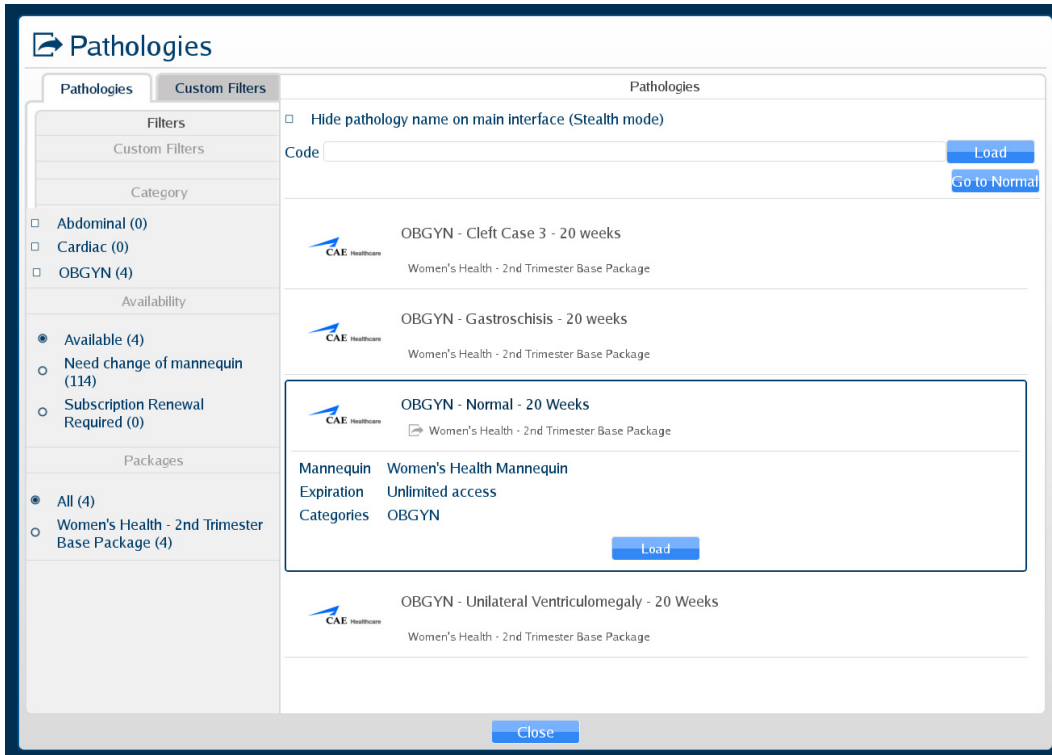 Pathologies
Pathologies
Custom Filters
Filters
Custom Filters
Category
Abdominal (0)
Cardiac (0)
OBGYN (4)
Availability
Available (4)
Need change of mannequin
(114)
Subscription Renewal
Required (0)
Packages
All (4)
Women's Health - 2nd Trimester
Base Package (4)
Pathologies
Hide pathology name on main interface (Stealth mode)
Code
Load
Go to Normal
CAE Healthcare
OBGYN - Cleft Case 3 - 20 weeks
Women's Health - 2nd Trimester Base Package
CAE Healthcare
OBGYN - Gastroschisis - 20 weeks
Women's Health - 2nd Trimester Base Package
CAE Healthcare
OBGYN - Normal - 20 Weeks
Women's Health - 2nd Trimester Base Package
Mannequin Women's Health Mannequin
Expiration Unlimited access
Categories OBGYN
Load
CAE Healthcare
OBGYN - Unilateral Ventriculomegaly - 20 Weeks
Women's Health - 2nd Trimester Base Package
Close